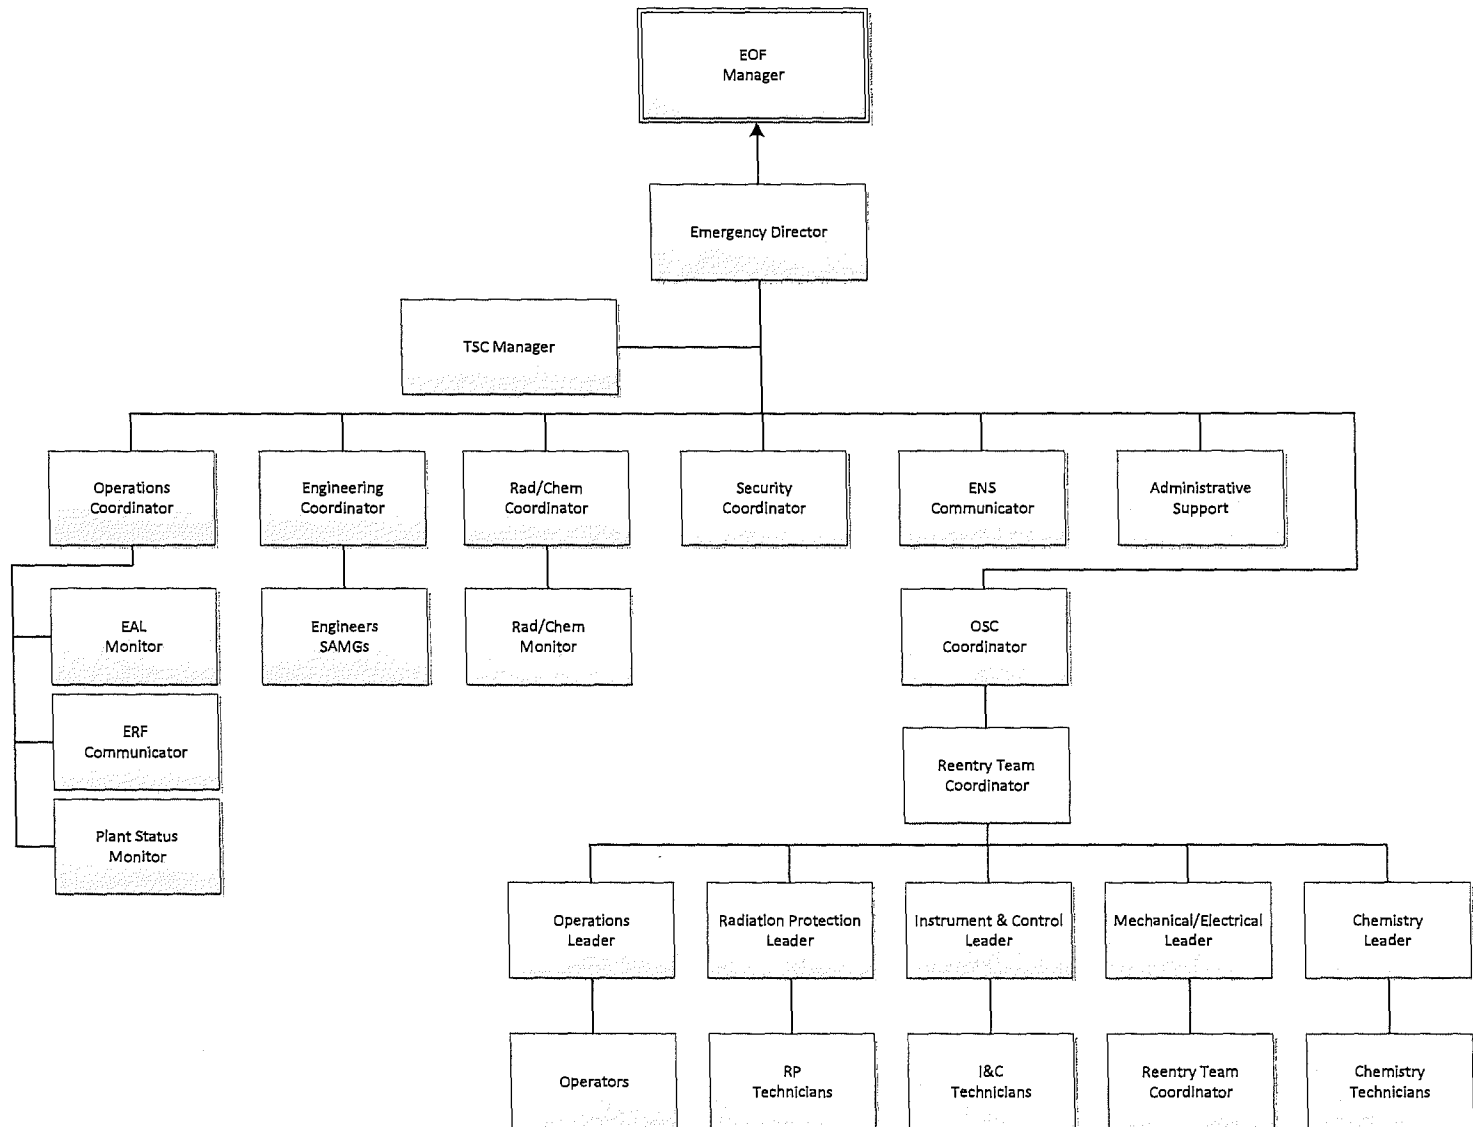 EOF
Manager
Emergency Director
TSC Manager
Operations
Coordinator
Engineering
Coordinator
Rad/Chem
Coordinator
Security
Coordinator
ENS
Communicator
Administrative
Support
EAL
Monitor
Engineers
SAMGs
Rad/Chem
Monitor
OSC
Coordinator
ERF
Communicator
Reentry Team
Coordinator
Plant Status
Monitor
Operations
Leader
Radiation Protection
Leader
Instrument & Control
Leader
Mechanical/Electrical
Leader
Chemistry
Leader
Operators
RP
Technicians
I&C
Technicians
Reentry Team
Coordinator
Chemistry
Technicians